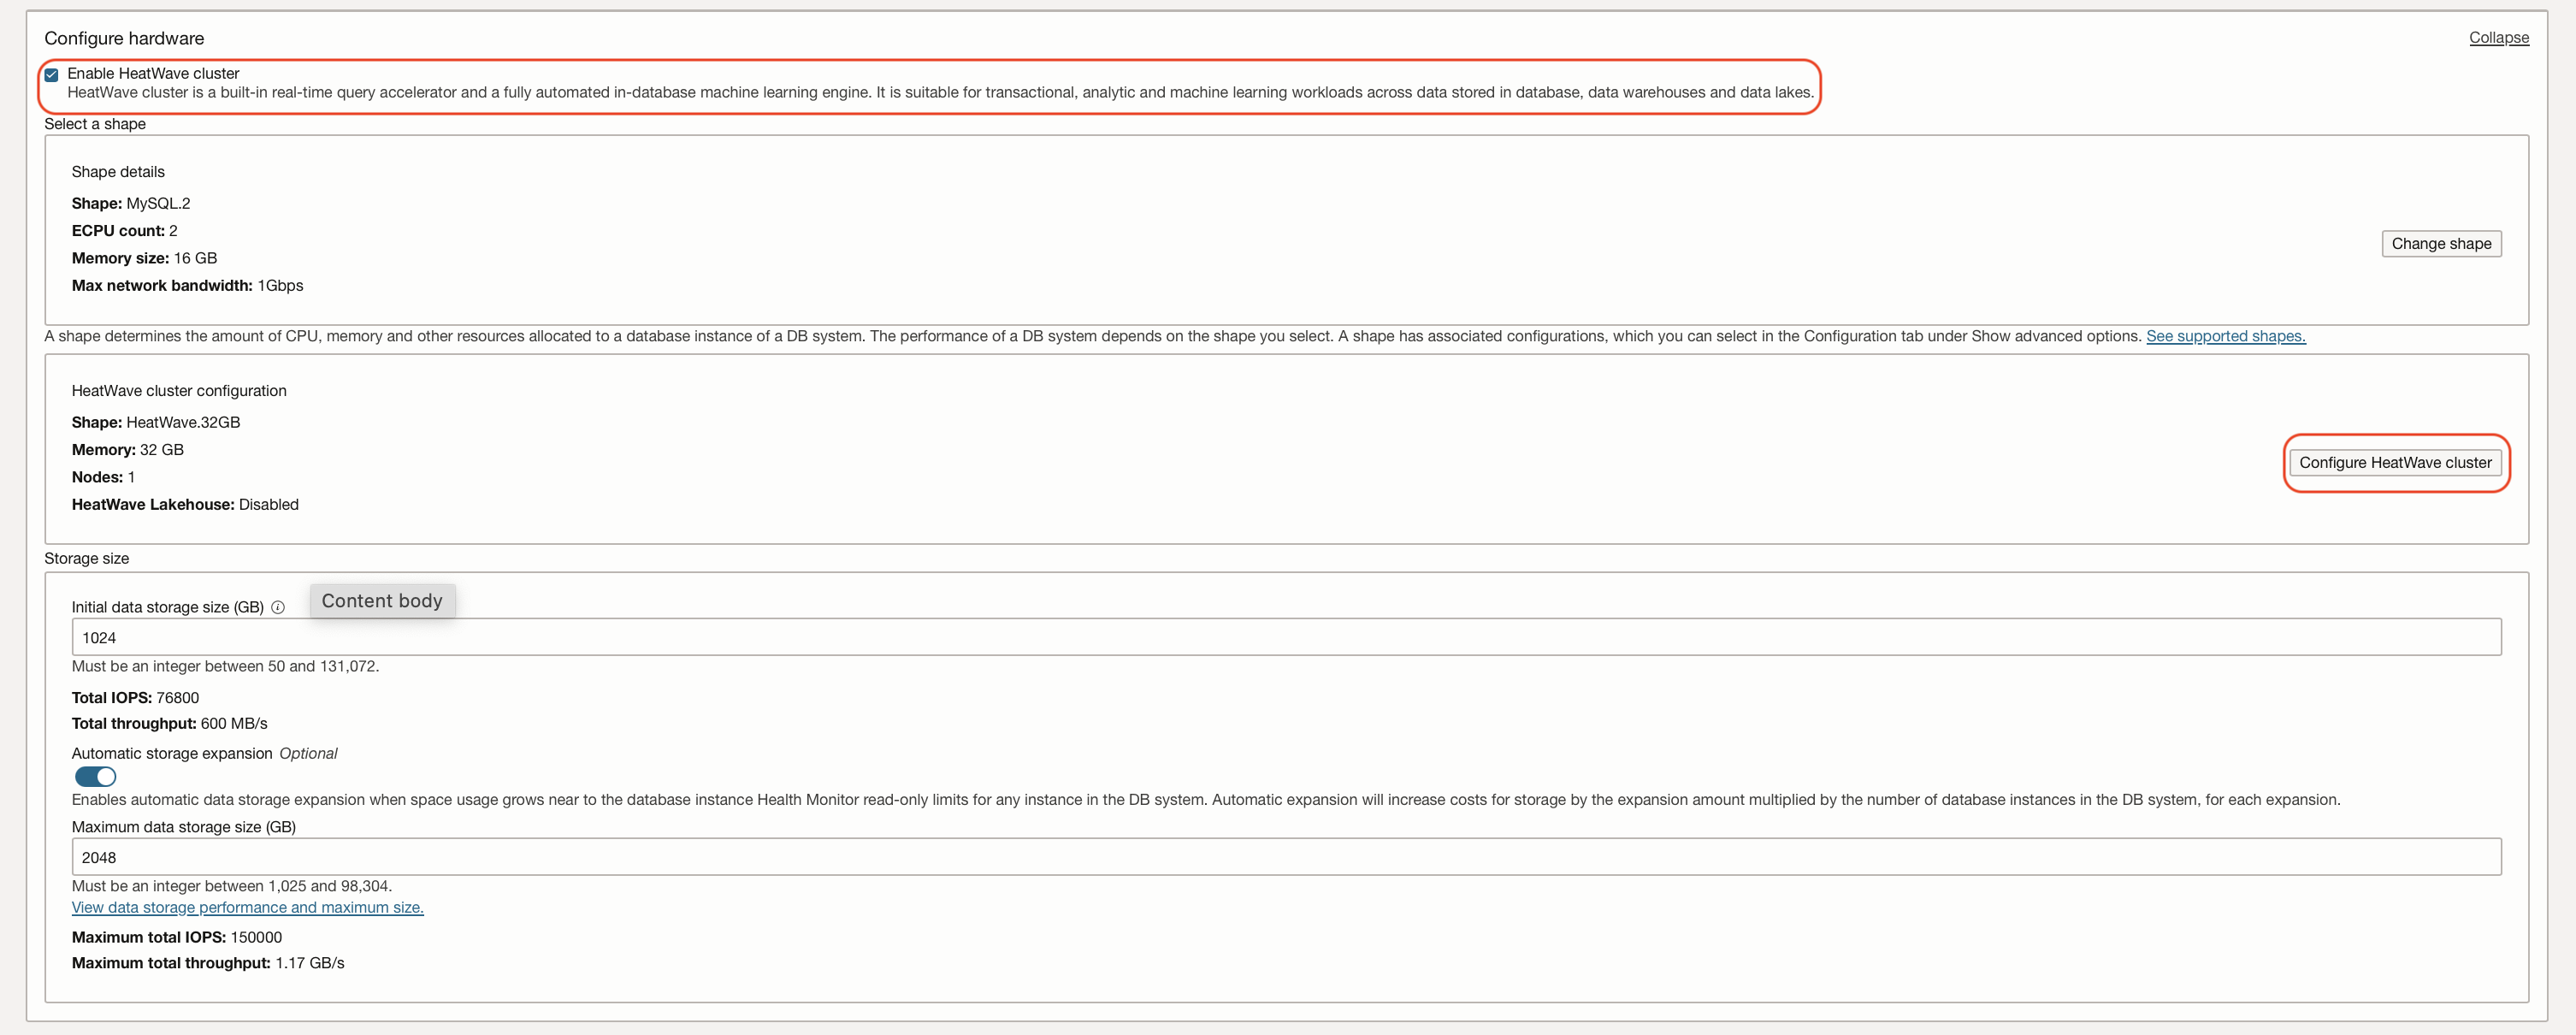 Configure hardware
Collapse
Enable HeatWave cluster
HeatWave cluster is a built-in real-time query accelerator and a fully automated in-database machine learning engine. It is suitable for transactional, analytic and machine learning workloads across data stored in database, data warehouses and data lakes.
Select a shape
Shape details
Shape: MySQL.2
ECPU count: 2
Memory size: 16 GB
Max network bandwidth: 1Gbps
Change shape
A shape determines the amount of CPU, memory and other resources allocated to a database instance of a DB system. The performance of a DB system depends on the shape you select. A shape has associated configurations, which you can select in the Configuration tab under Show advanced options. See supported shapes.
HeatWave cluster configuration
Shape: HeatWave.32GB
Memory: 32 GB
Nodes: 1
HeatWave Lakehouse: Disabled
Configure HeatWave cluster
Storage size
Initial data storage size (GB)
Content body
1024
Must be an integer between 50 and 131,072.
Total IOPS: 76800
Total throughput: 600 MB/s
Automatic storage expansion Optional
Enables automatic data storage expansion when space usage grows near to the database instance Health Monitor read-only limits for any instance in the DB system. Automatic expansion will increase costs for storage by the expansion amount multiplied by the number of database instances in the DB system, for each expansion.
Maximum data storage size (GB)
2048
Must be an integer between 1,025 and 98,304.
View data storage performance and maximum size.
Maximum total IOPS: 150000
Maximum total throughput: 1.17 GB/s